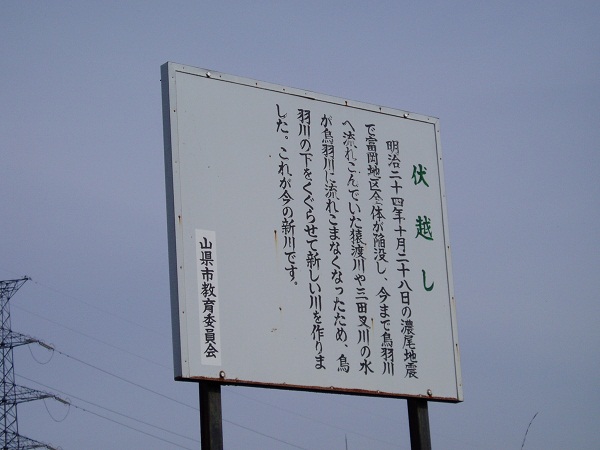 伏越し
明治二十四年十月二十八日の濃尾地震
で富岡地区全体が陥没し、今まで鳥羽川
へ流れこんでいた猿渡川や三田又川の水
が鳥羽川に流れこまなくなったため、鳥
羽川の下をくぐらせて新しい川を作りま
した。これが今の新川です。
山県市教育委員会